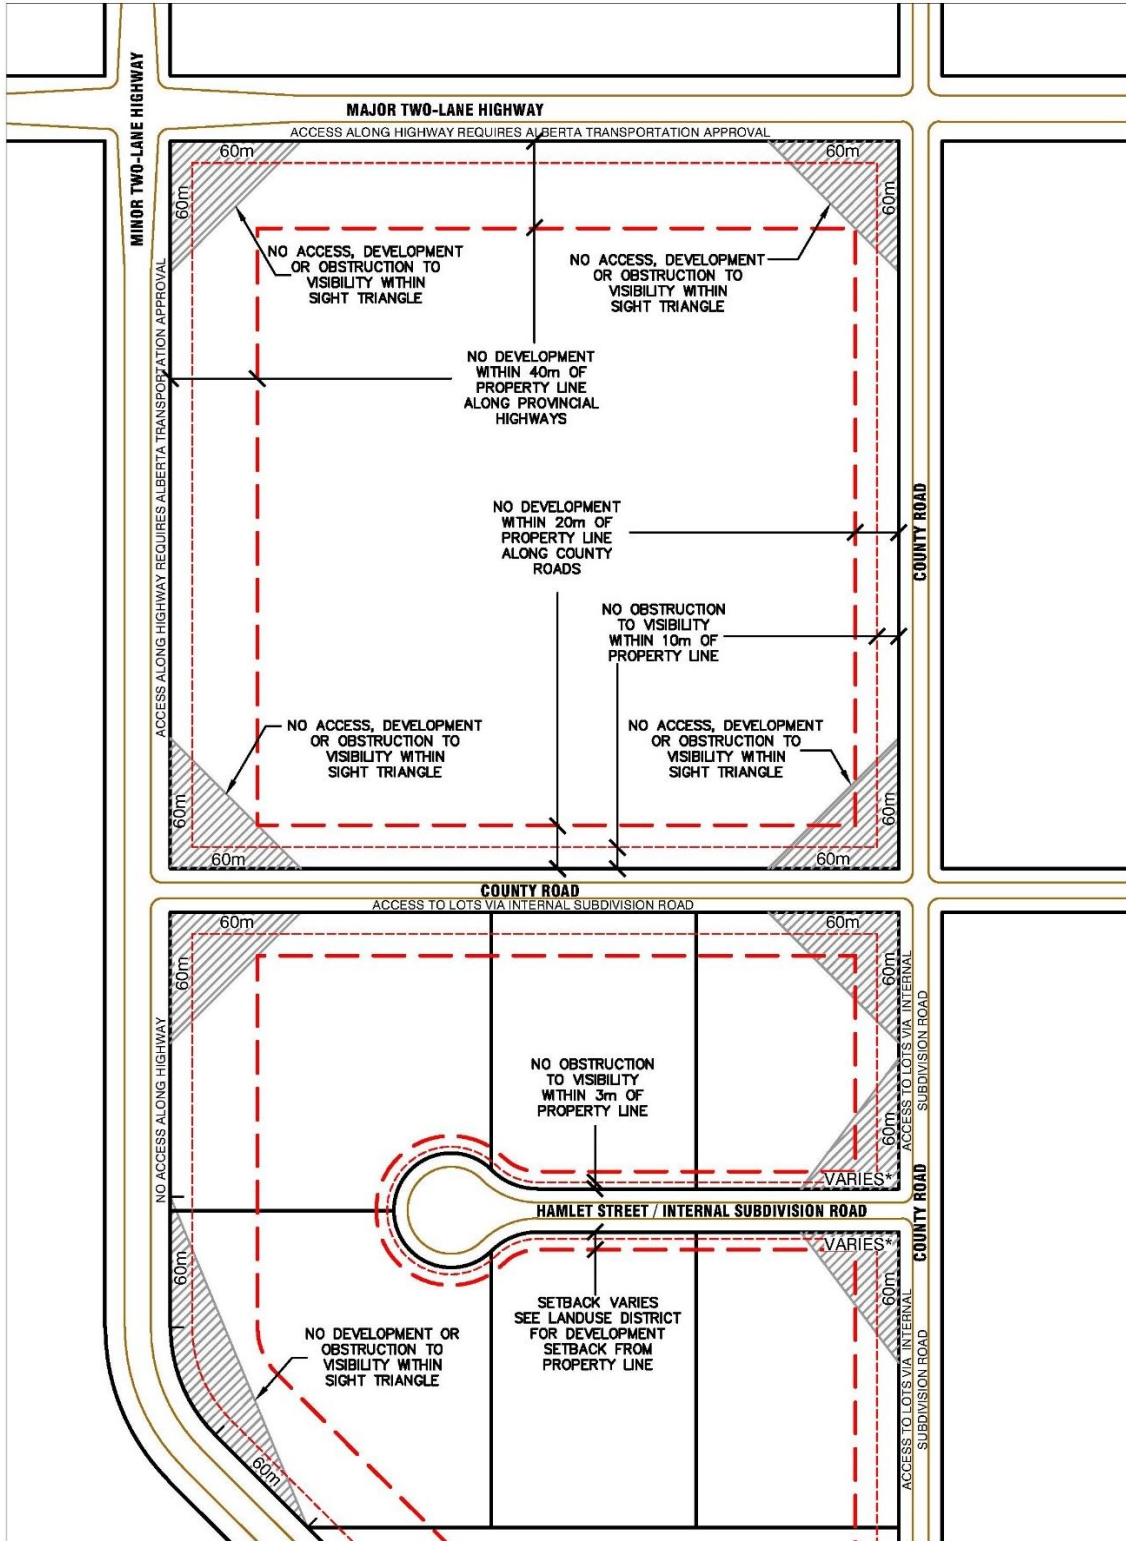 MINOR TWO-LANE HIGHWAY
MAJOR TWO-LANE HIGHWAY
ACCESS ALONG HIGHWAY REQUIRES ALBERTA TRANSPORTATION APPROVAL
60m
60m
60m
60m
NO ACCESS, DEVELOPMENT
OR OBSTRUCTION TO
VISIBILITY WITHIN
SIGHT TRIANGLE
NO ACCESS, DEVELOPMENT
OR OBSTRUCTION TO
VISIBILITY WITHIN
SIGHT TRIANGLE
ACCESS ALONG HIGHWAY REQUIRES ALBERTA TRANSPORTATION APPROVAL
NO DEVELOPMENT
WITHIN 40m OF
PROPERTY LINE
ALONG PROVINCIAL
HIGHWAYS
NO DEVELOPMENT
WITHIN 20m OF
PROPERTY LINE
ALONG COUNTY
ROADS
COUNTY ROAD
NO OBSTRUCTION
TO VISIBILITY
WITHIN 10m OF
PROPERTY LINE
NO ACCESS, DEVELOPMENT
OR OBSTRUCTION TO
VISIBILITY WITHIN
SIGHT TRIANGLE
NO ACCESS, DEVELOPMENT
OR OBSTRUCTION TO
VISIBILITY WITHIN
SIGHT TRIANGLE
60m
60m
60m
60m
COUNTY ROAD
ACCESS TO LOTS VIA INTERNAL SUBDIVISION ROAD
60m
60m
60m
60m
ACCESS TO LOTS VIA INTERNAL
SUBDIVISION ROAD
NO ACCESS ALONG HIGHWAY
NO OBSTRUCTION
TO VISIBILITY
WITHIN 3m OF
PROPERTY LINE
60m
VARIES*
HAMLET STREET / INTERNAL SUBDIVISION ROAD
COUNTY ROAD
VARIES*
60m
60m
SETBACK VARIES
SEE LANDUSE DISTRICT
FOR DEVELOPMENT
SETBACK FROM
PROPERTY LINE
NO DEVELOPMENT OR
OBSTRUCTION TO
VISIBILITY WITHIN
SIGHT TRIANGLE
ACCESS TO LOTS VIA INTERNAL
SUBDIVISION ROAD
60m